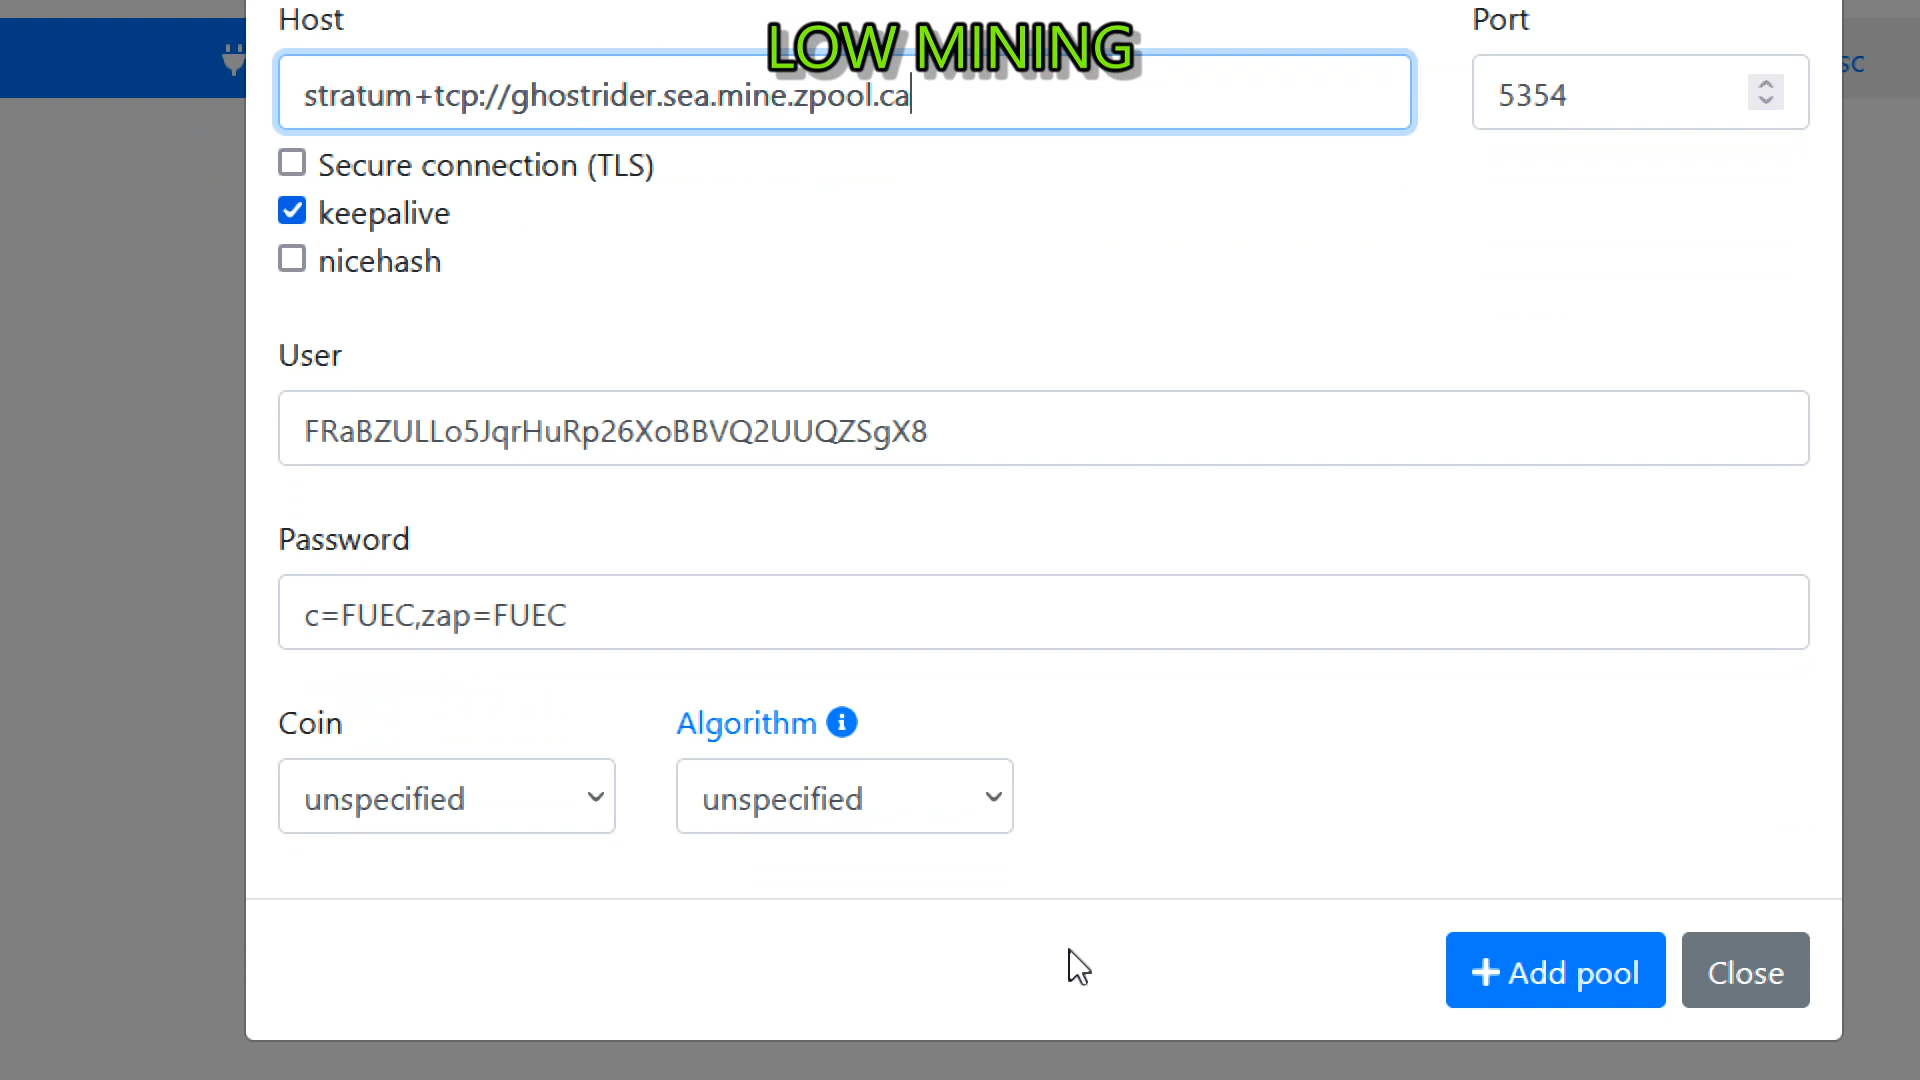 Host
Port
LOW MINING
stratum+tcp://ghostrider.sea.mine.zpool.ca
5354
sc
Secure connection (TLS)
keepalive
nicehash
User
FRaBZULLo5JqrHuRp26XoBBVQ2UUQZSgX8
Password
c=FUEC,zap=FUEC
Coin
Algorithm
unspecified
unspecified
Add pool
Close